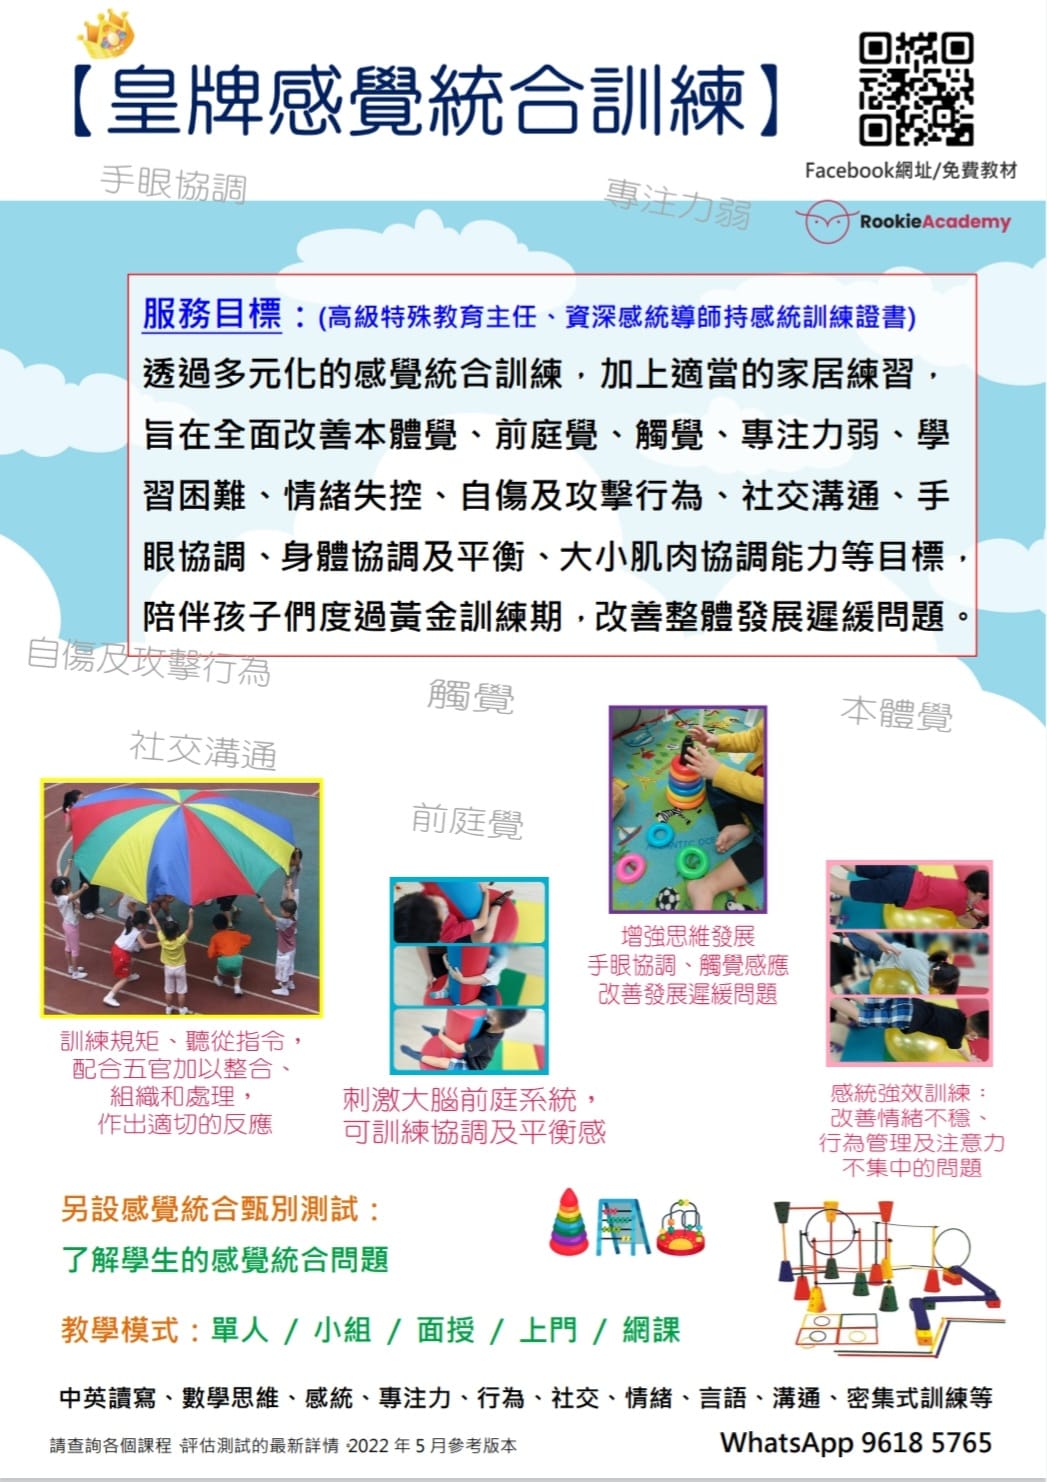 【皇牌感覺統合訓練】
Facebook網址/免費教材
手眼協調
專注力弱
RookieAcademy
服務目標：(高級特殊教育主任、資深感統導師持感統訓練證書)
透過多元化的感覺統合訓練，加上適當的家居練習，
旨在全面改善本體覺、前庭覺、觸覺、專注力弱、學
習困難、情緒失控、自傷及攻擊行為、社交溝通、手
眼協調、身體協調及平衡、大小肌肉協調能力等目標，
陪伴孩子們度過黃金訓練期，改善整體發展遲緩問題。
自傷及攻擊行為
觸覺
本體覺
社交溝通
前庭覺
增強思維發展
手眼協調、觸覺感應
改善發展遲緩問題
訓練規矩、聽從指令，
配合五官加以整合、
組織和處理，
作出適切的反應
刺激大腦前庭系統，
可訓練協調及平衡感
感統強效訓練：
改善情緒不穩、
行為管理及注意力
不集中的問題
另設感覺統合甄別測試：
了解學生的感覺統合問題
教學模式：單人 / 小組 / 面授 / 上門 / 網課
中英讀寫、數學思維、感統、專注力、行為、社交、情緒、言語、溝通、密集式訓練等
請查詢各個課程、評估測試的最新詳情。2022 年 5 月參考版本
WhatsApp 9618 5765